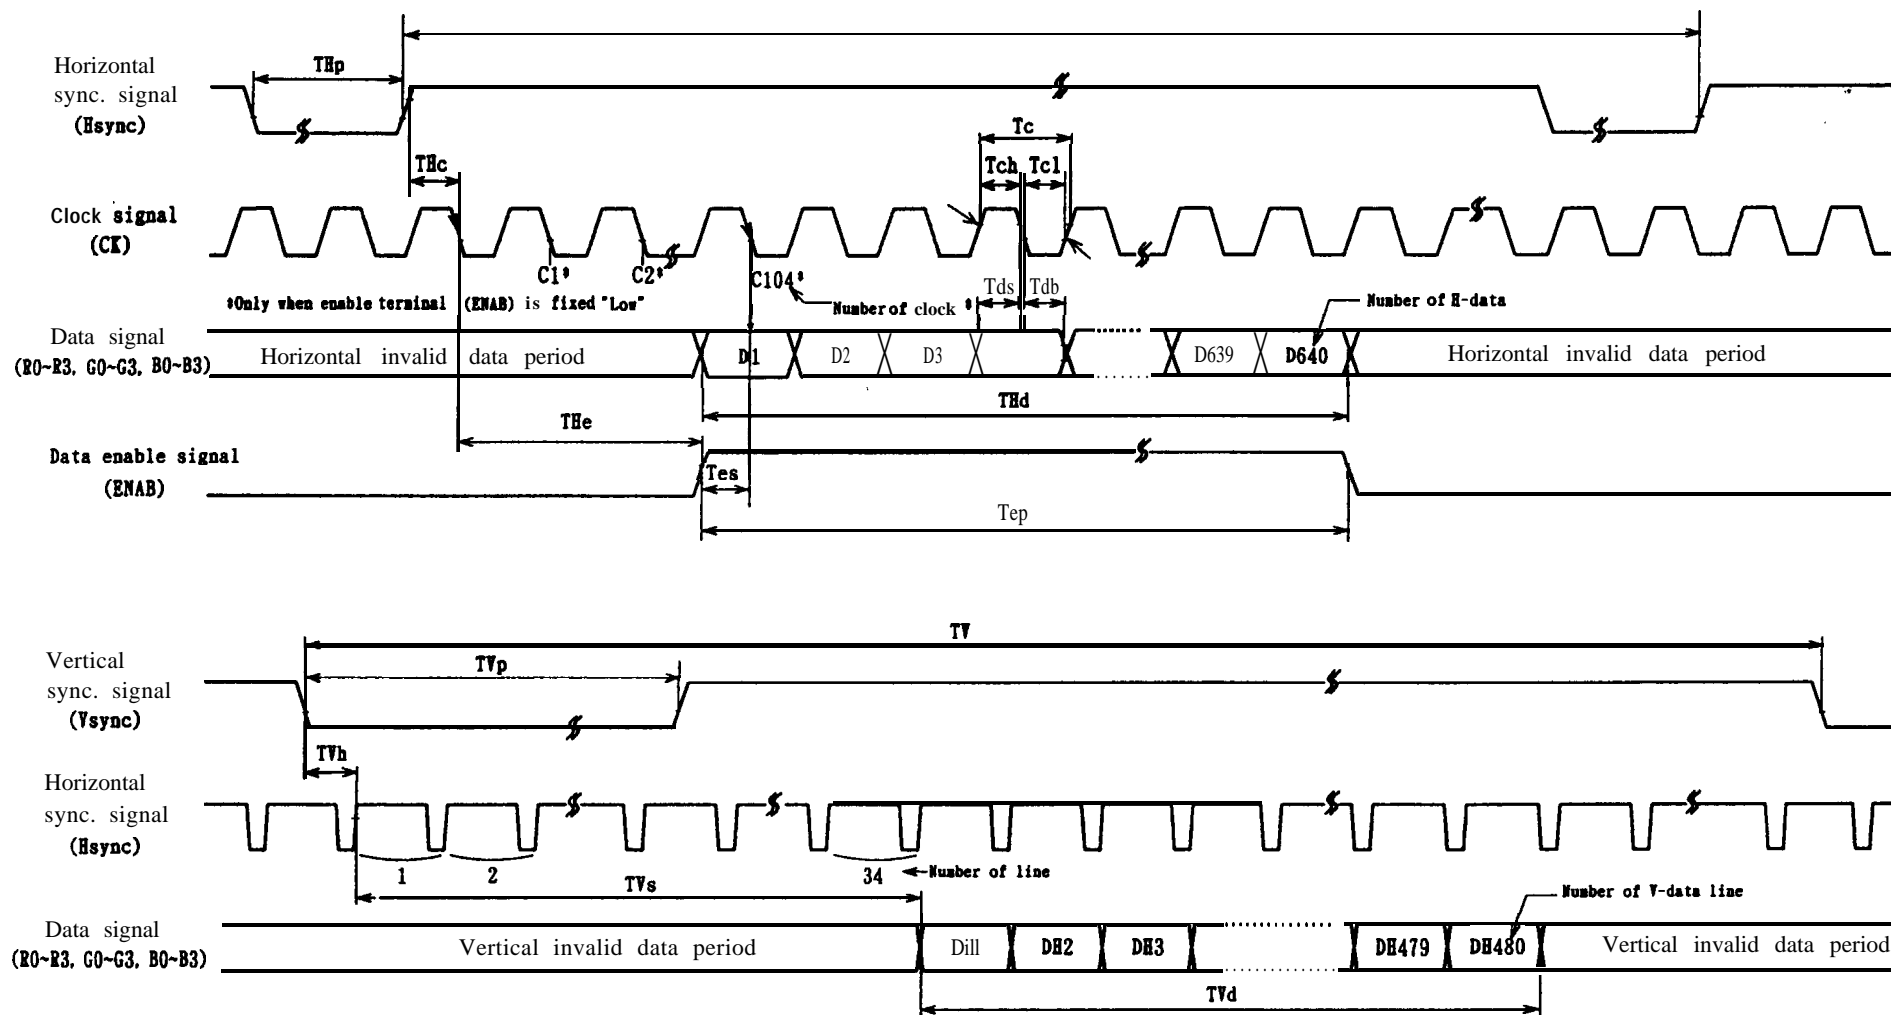 Horizontal
sync. signal
(Hsync)
THp
THc
Tc
Tch
Tcl
Clock signal
(CK)
C1*
C2*
C104*
*Only when enable terminal (ENAB) is fixed "Low"
Number of clock *
Tds
Tdb
Number of H-data
Data signal
(R0~R3, G0~G3, B0~B3)
Horizontal invalid data period
D1
D2
D3
D639
D640
Horizontal invalid data period
THd
THe
Data enable signal
(ENAB)
Tes
Tep
TV
Vertical
sync. signal
(Vsync)
TVp
TVh
Horizontal
sync. signal
(Hsync)
1
2
34
Number of line
TVs
Number of V-data line
Data signal
(R0~R3, G0~G3, B0~B3)
Vertical invalid data period
Dill
DH2
DH3
DH479
DH480
Vertical invalid data period
TVd